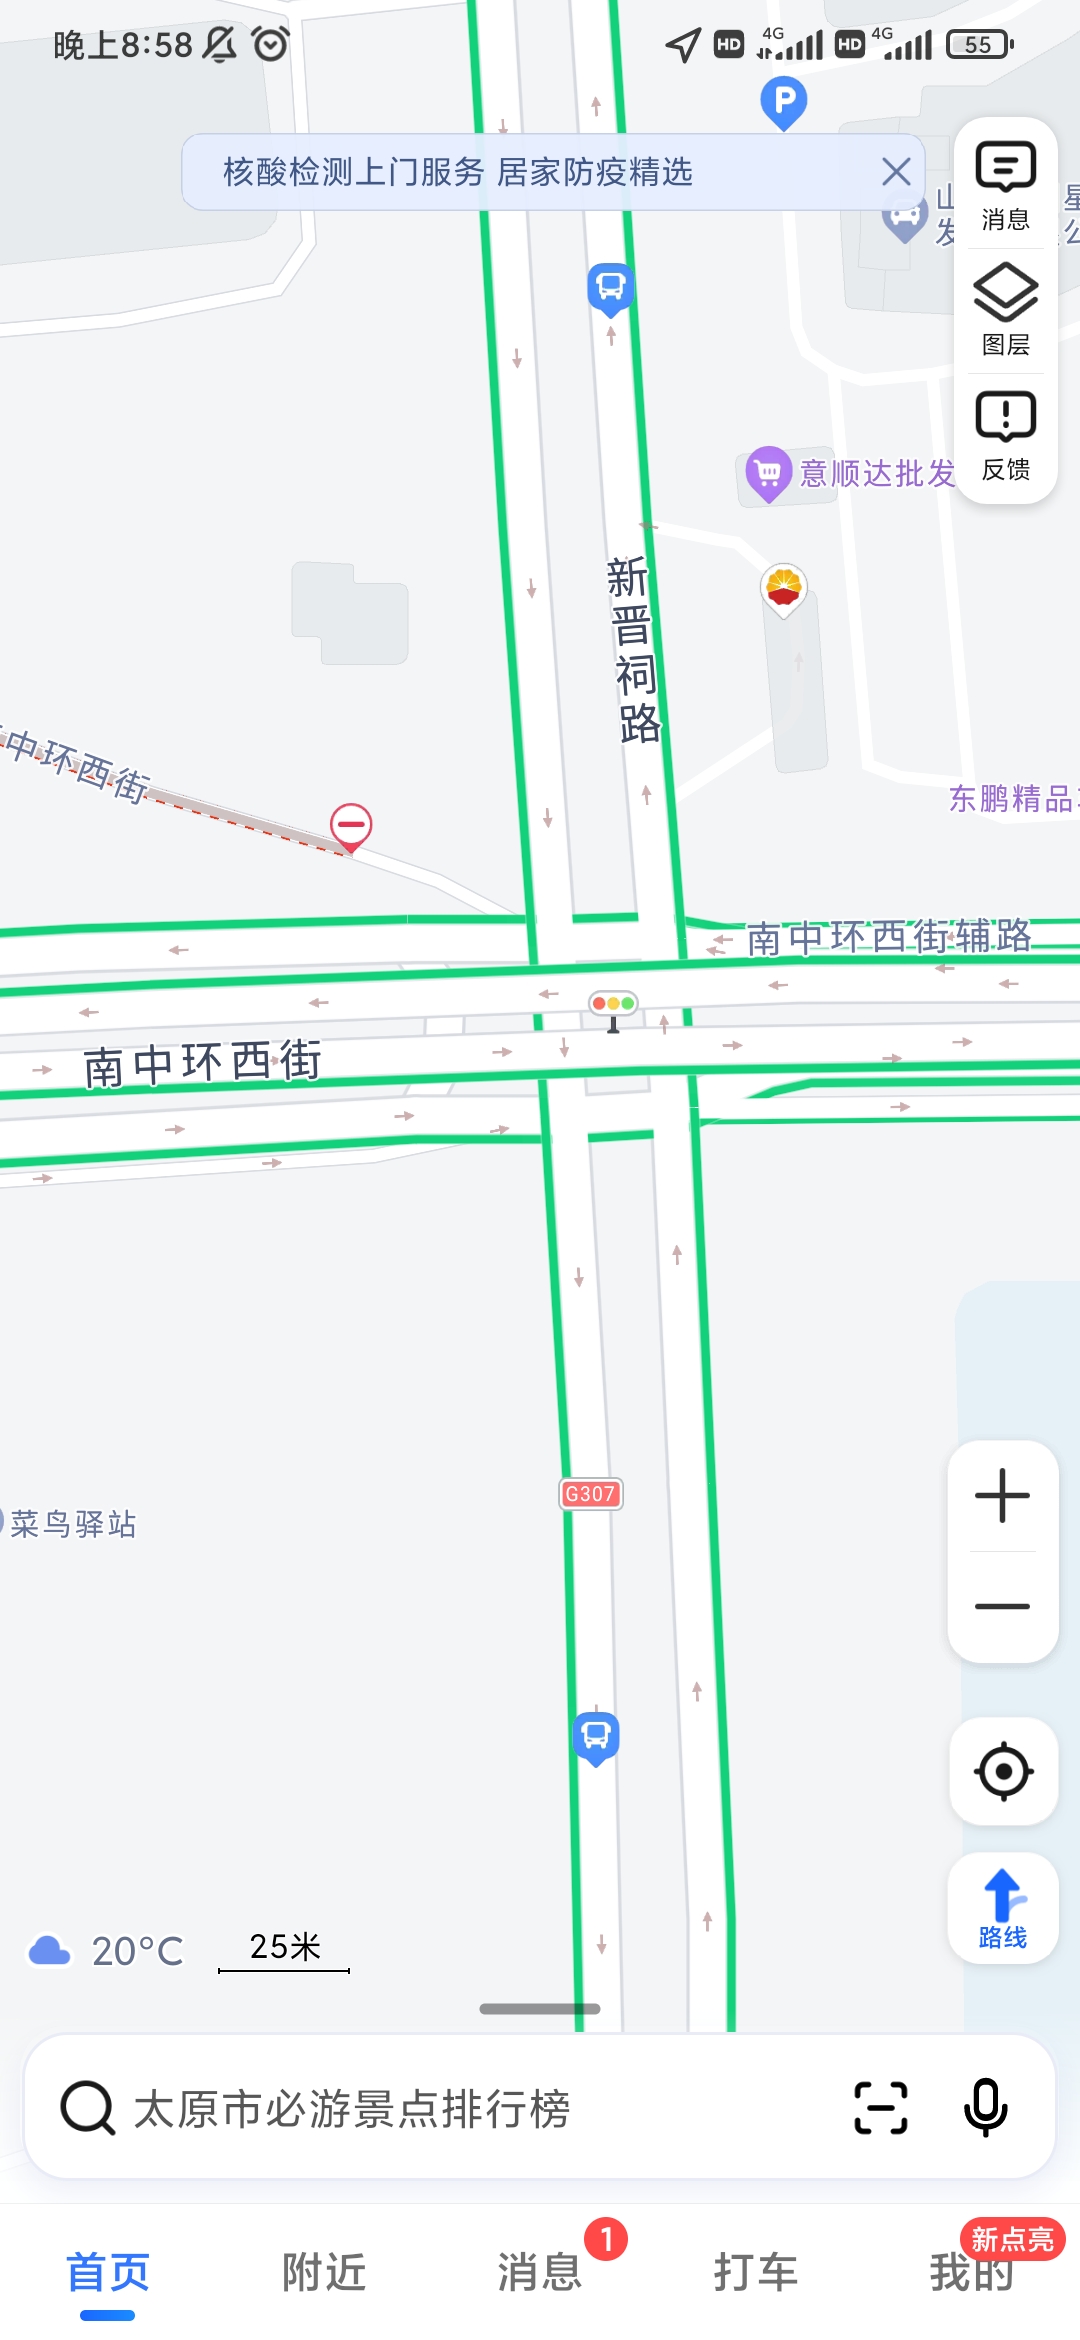 晚上8:58
HD 4G HD 4G 55
P
核酸检测上门服务 居家防疫精选
消息
山
星
发
公
图层
反馈
意顺达批发
新晋祠路
中环西街
东鹏精品
南中环西街辅路
南中环西街
G307
菜鸟驿站
路线
20°C
25米
太原市必游景点排行榜
首页
附近
消息
1
打车
我的
新点亮